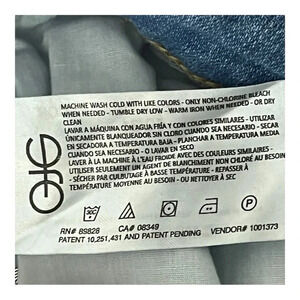 MACHINE WASH COLD WITH LIKE COLORS - ONLY NON-CHLORINE BLEACH
WHEN NEEDED - TUMBLE DRY LOW - WARM IRON WHEN NEEDED - OR DRY
CLEAN
LAVAR A MÁQUINA CON AGUA FRÍA Y CON COLORES SIMILARES - USAR
ÚNICAMENTE BLANQUEADOR SIN CLORO CUANDO SEA NECESARIO - SECAR
EN SECADORA A TEMPERATURA BAJA - PLANCHAR A TEMPERATURA MEDIA
CUANDO SEA NECESARIO - O LAVAR EN SECO
LAVER À LA MACHINE À L'EAU FROIDE AVEC DES COULEURS SIMILAIRES -
UTILISER SEULEMENT UN AGENT DE BLANCHIMENT NON CHLORÉ AU BESOIN
- SÉCHER PAR CULBUTAGE À BASSE TEMPÉRATURE - REPASSER À
TEMPÉRATURE MOYENNE AU BESOIN - OU NETTOYER À SEC
RN# 89828 CA# 08349 VENDOR# 1001373
PATENT 10,251,431 AND PATENT PENDING